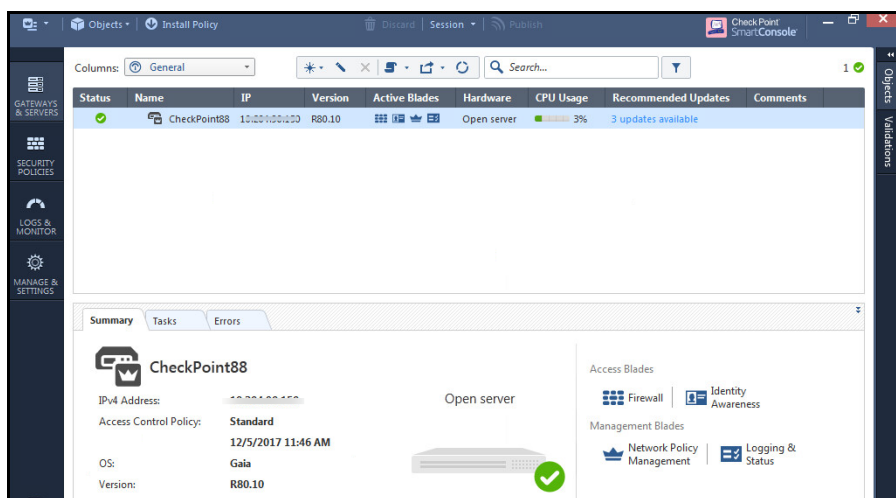 Objects Install Policy Discard Session Publish Check Point
SmartConsole
Columns: General Search... 1
Status Name IP Version Active Blades Hardware CPU Usage Recommended Updates Comments
CheckPoint88 R80.10 Open server 3% 3 updates available
GATEWAYS
& SERVERS
SECURITY
POLICIES
LOGS &
MONITOR
MANAGE &
SETTINGS
Objects
Validations
Summary Tasks Errors
CheckPoint88
IPv4 Address:
Access Control Policy: Standard
12/5/2017 11:46 AM
OS: Gaia
Version: R80.10
Open server
Access Blades
Firewall Identity
Awareness
Management Blades
Network Policy
Management
Logging &
Status